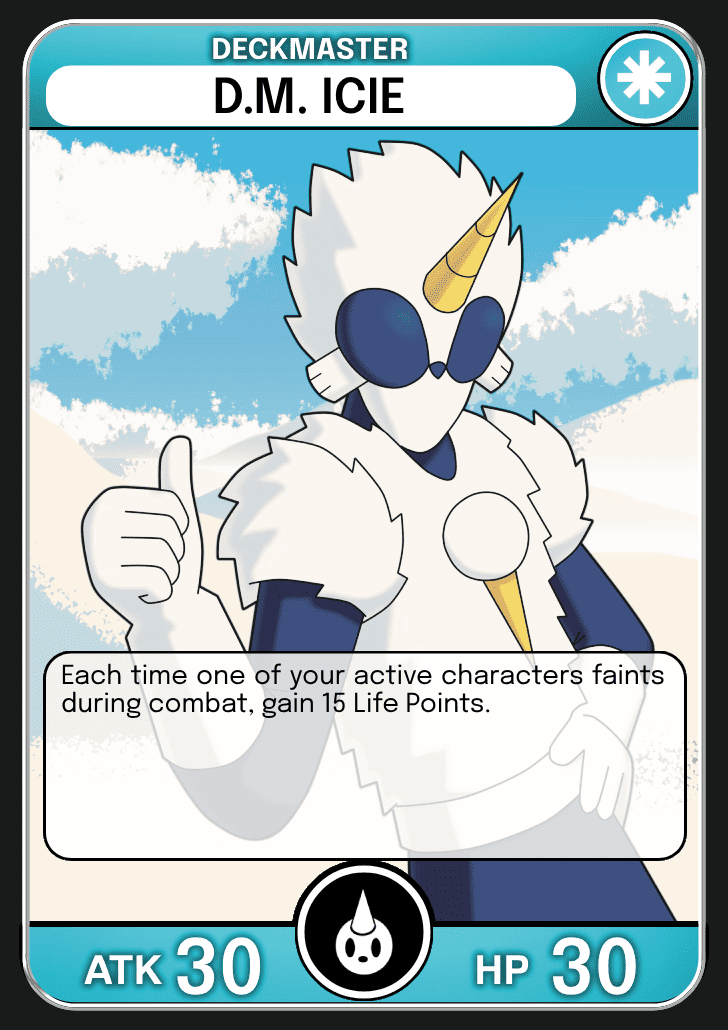 DECKMASTER
D.M. ICIE
Each time one of your active characters faints
during combat, gain 15 Life Points.
ATK 30
HP 30